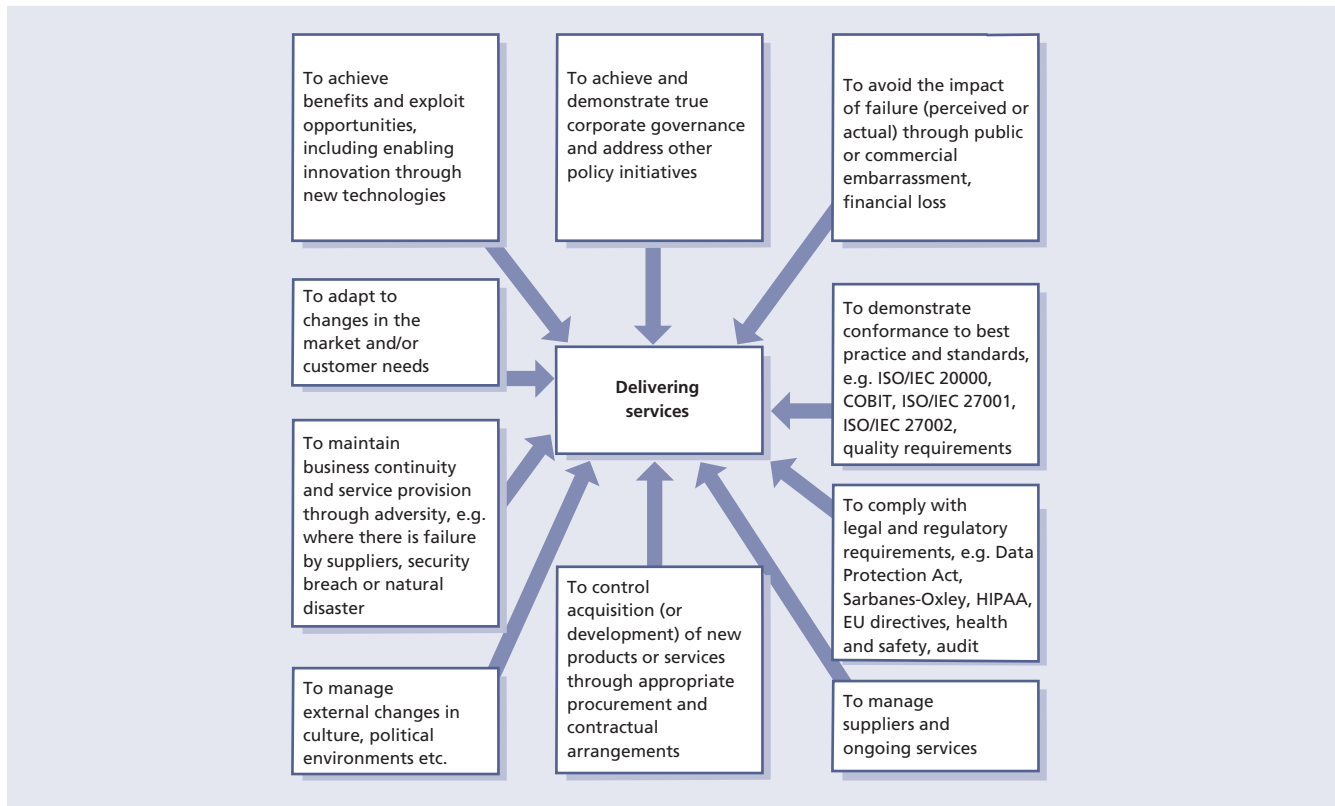 To achieve
benefits and exploit
opportunities,
including enabling
innovation through
new technologies
To achieve and
demonstrate true
corporate governance
and address other
policy initiatives
To avoid the impact
of failure (perceived or
actual) through public
or commercial
embarrassment,
financial loss
To adapt to
changes in the
market and/or
customer needs
Delivering
services
To demonstrate
conformance to best
practice and standards,
e.g. ISO/IEC 20000,
COBIT, ISO/IEC 27001,
ISO/IEC 27002,
quality requirements
To maintain
business continuity
and service provision
through adversity, e.g.
where there is failure
by suppliers, security
breach or natural
disaster
To comply with
legal and regulatory
requirements, e.g. Data
Protection Act,
Sarbanes-Oxley, HIPAA,
EU directives, health
and safety, audit
To manage
external changes in
culture, political
environments etc.
To control
acquisition (or
development) of new
products or services
through appropriate
procurement and
contractual
arrangements
To manage
suppliers and
ongoing services